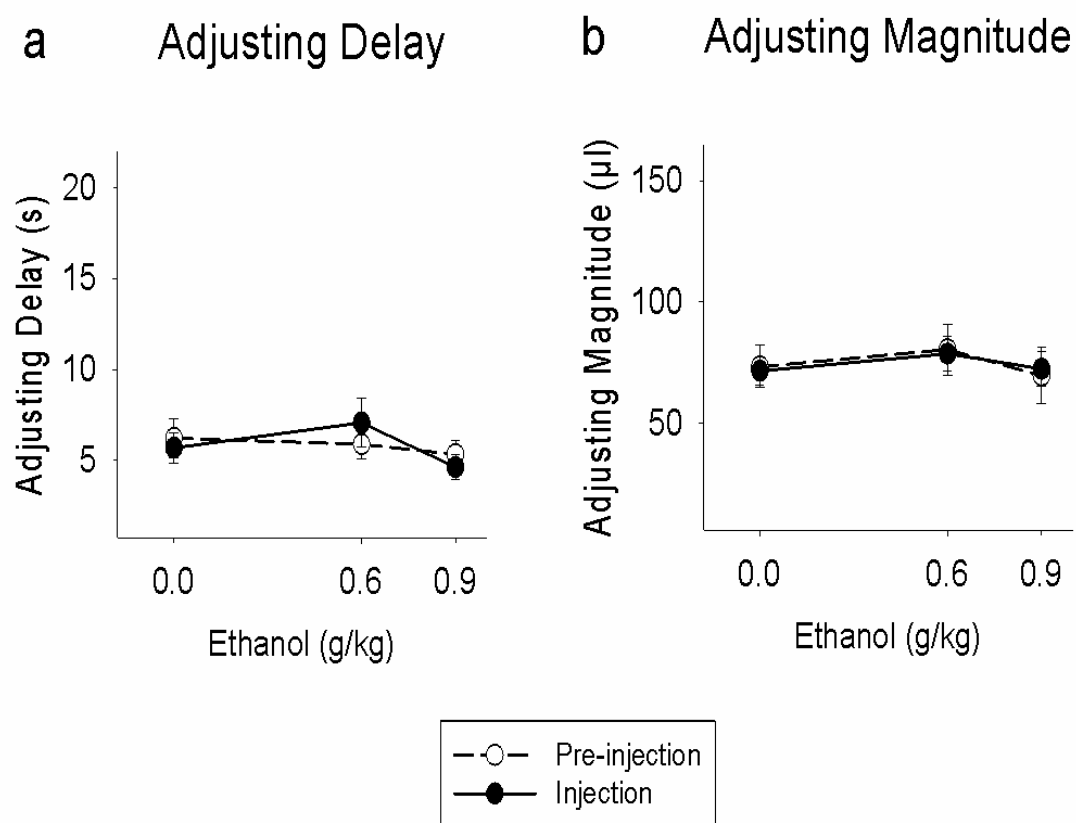 a Adjusting Delay
20
15
10
5
Adjusting Delay (s)
0.0 0.6 0.9
Ethanol (g/kg)
b Adjusting Magnitude
150
100
50
Adjusting Magnitude (µl)
0.0 0.6 0.9
Ethanol (g/kg)
Pre-injection
Injection